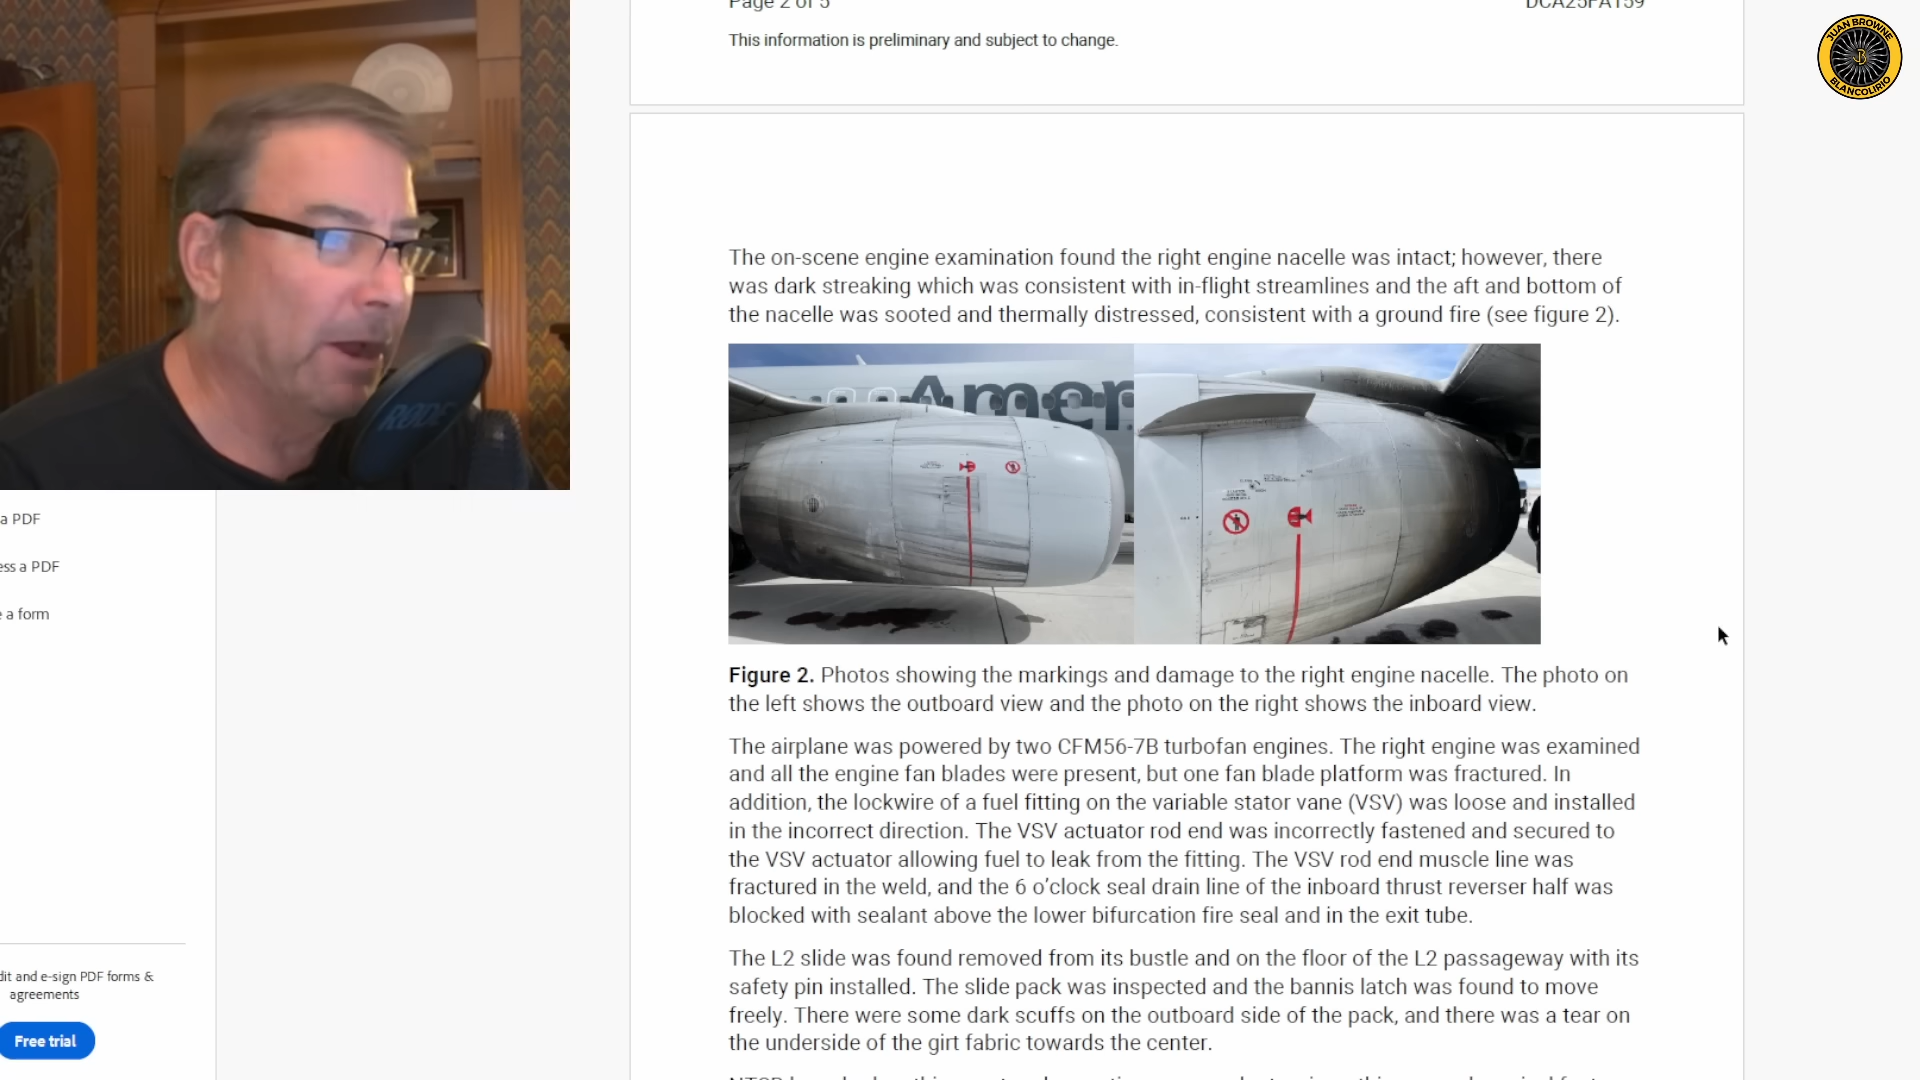 Page 2 of 5
DCA25FA159
This information is preliminary and subject to change.
JUAN BROWNE
JB
BLANCOLIRIO
The on-scene engine examination found the right engine nacelle was intact; however, there
was dark streaking which was consistent with in-flight streamlines and the aft and bottom of
the nacelle was sooted and thermally distressed, consistent with a ground fire (see figure 2).
Amer
RODE
Figure 2. Photos showing the markings and damage to the right engine nacelle. The photo on
the left shows the outboard view and the photo on the right shows the inboard view.
The airplane was powered by two CFM56-7B turbofan engines. The right engine was examined
and all the engine fan blades were present, but one fan blade platform was fractured. In
addition, the lockwire of a fuel fitting on the variable stator vane (VSV) was loose and installed
in the incorrect direction. The VSV actuator rod end was incorrectly fastened and secured to
the VSV actuator allowing fuel to leak from the fitting. The VSV rod end muscle line was
fractured in the weld, and the 6 o'clock seal drain line of the inboard thrust reverser half was
blocked with sealant above the lower bifurcation fire seal and in the exit tube.
The L2 slide was found removed from its bustle and on the floor of the L2 passageway with its
safety pin installed. The slide pack was inspected and the bannis latch was found to move
freely. There were some dark scuffs on the outboard side of the pack, and there was a tear on
the underside of the girt fabric towards the center.
a PDF
ess a PDF
e a form
dit and e-sign PDF forms &
agreements
Free trial